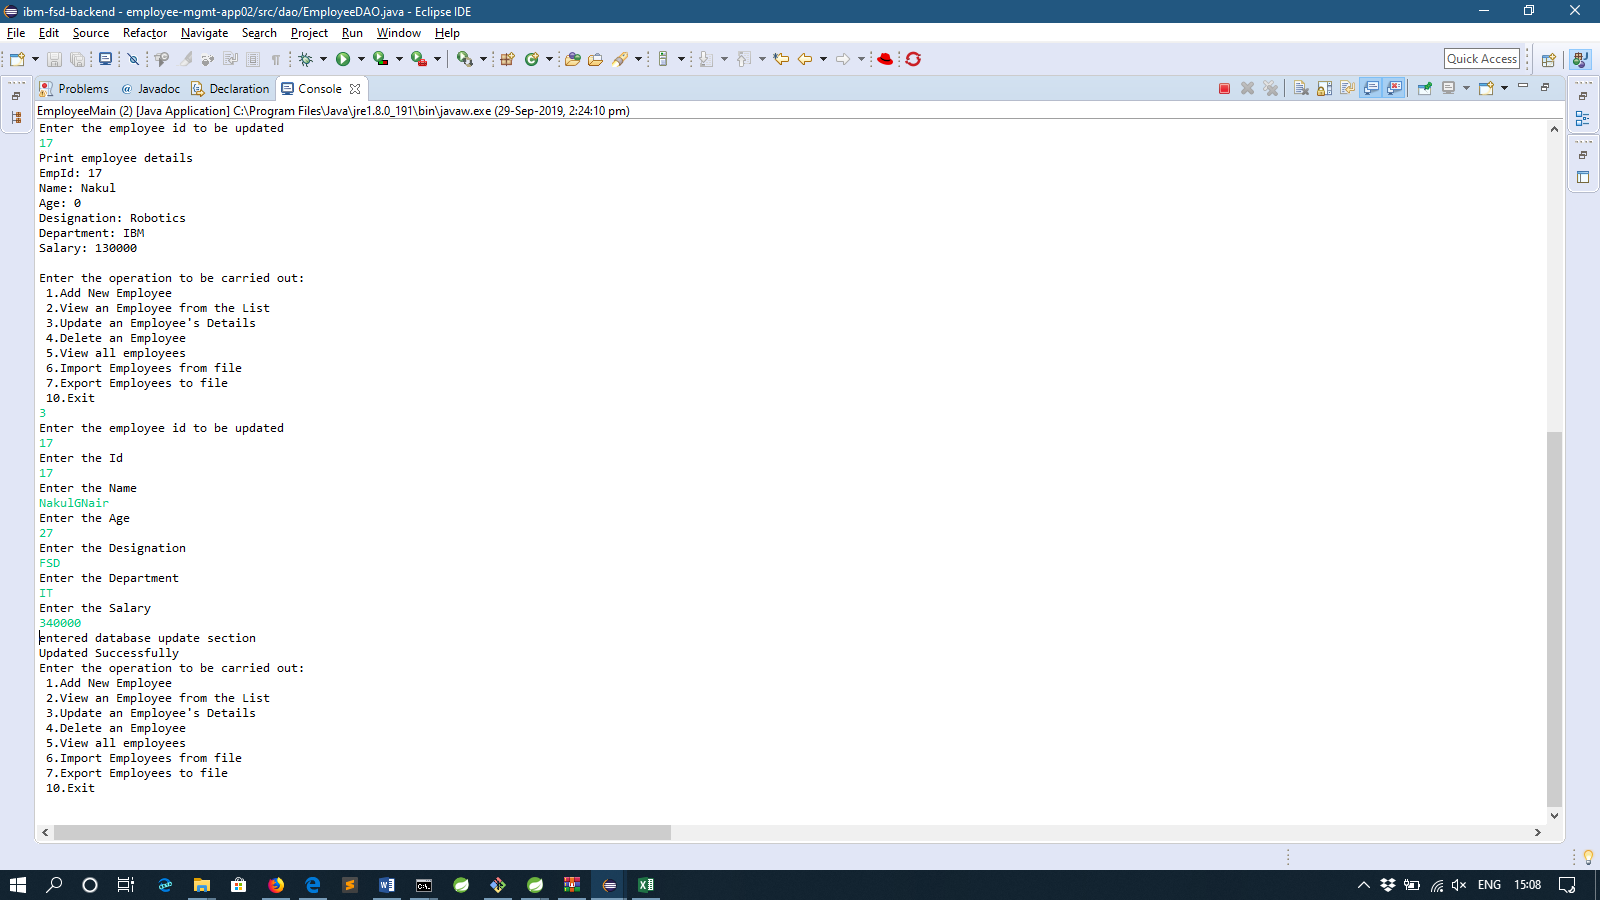 ibm-fsd-backend - employee-mgmt-app02/src/dao/EmployeeDAO.java - Eclipse IDE
File Edit Source Refactor Navigate Search Project Run Window Help
Quick Access
Problems @ Javadoc Declaration Console
EmployeeMain (2) [Java Application] C:\Program Files\Java\jre1.8.0_191\bin\javaw.exe (29-Sep-2019, 2:24:10 pm)
Enter the employee id to be updated
17
Print employee details
EmpId: 17
Name: Nakul
Age: 0
Designation: Robotics
Department: IBM
Salary: 130000
Enter the operation to be carried out:
1.Add New Employee
2.View an Employee from the List
3.Update an Employee's Details
4.Delete an Employee
5.View all employees
6.Import Employees from file
7.Export Employees to file
10.Exit
3
Enter the employee id to be updated
17
Enter the Id
17
Enter the Name
NakulGNair
Enter the Age
27
Enter the Designation
FSD
Enter the Department
IT
Enter the Salary
340000
entered database update section
Updated Successfully
Enter the operation to be carried out:
1.Add New Employee
2.View an Employee from the List
3.Update an Employee's Details
4.Delete an Employee
5.View all employees
6.Import Employees from file
7.Export Employees to file
10.Exit
ENG 15:08